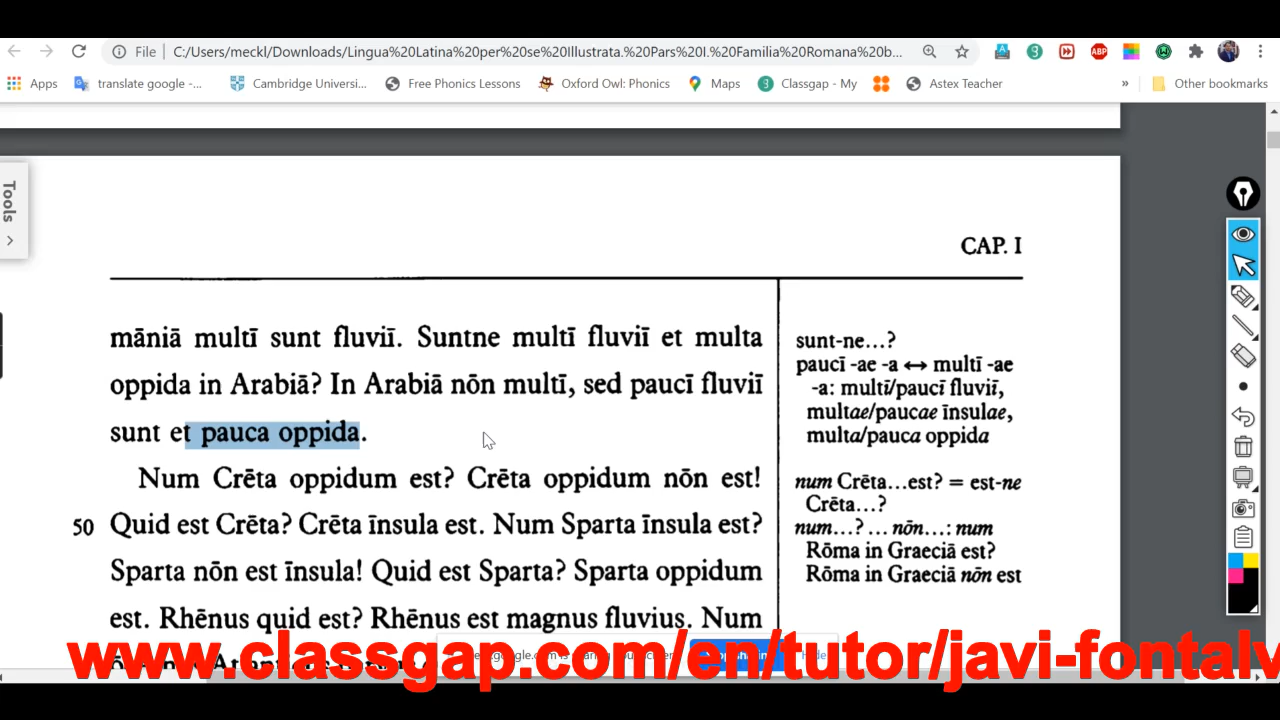 File C:/Users/meckl/Downloads/Lingua%20Latina%20per%20se%20Illustrata.%20Pars%20I.%20Familia%20Romana%20b...
Apps translate google -... Cambridge Universi... Free Phonics Lessons Oxford Owl: Phonics Maps Classgap - My Astex Teacher » Other bookmarks
Tools
CAP. I
māniā multī sunt fluviī. Suntne multī fluviī et multa
oppida in Arabiā? In Arabiā nōn multī, sed paucī fluviī
sunt et pauca oppida.
Num Crēta oppidum est? Crēta oppidum nōn est!
50 Quid est Crēta? Crēta īnsula est. Num Sparta īnsula est?
Sparta nōn est īnsula! Quid est Sparta? Sparta oppidum
est. Rhēnus quid est? Rhēnus est magnus fluvius. Num
sunt-ne...?
paucī -ae -a ↔ multī -ae
-a: multī/paucī fluviī,
multae/paucae īnsulae,
multa/pauca oppida
num Crēta...est? = est-ne
Crēta...?
num...? ... nōn...: num
Rōma in Graeciā est?
Rōma in Graeciā nōn est
Hide
www.classgap.com/en/tutor/javi-fontalv